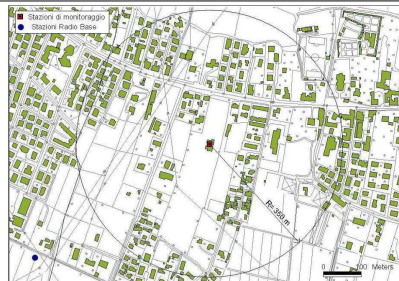 Stazioni di monitoraggio
Stazioni Radio Base
R= 350 m
0 100 Meters